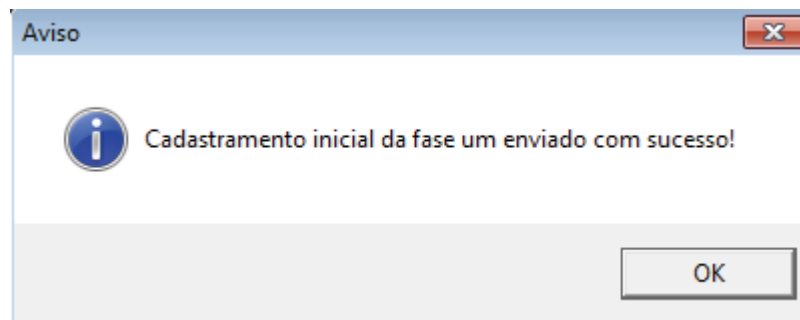 Aviso
Cadastramento inicial da fase um enviado com sucesso!
OK